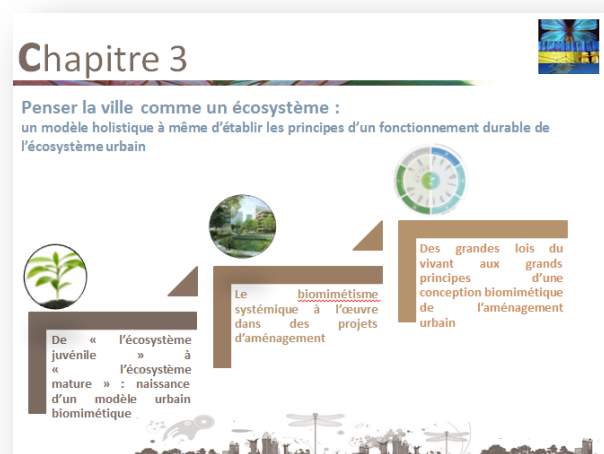 Chapitre 3
Penser la ville comme un écosystème :
un modèle holistique à même d'établir les principes d'un fonctionnement durable de
l'écosystème urbain
Des grandes lois du
vivant aux grands
principes d'une
conception biomimétique
de l'aménagement
urbain
Le biomimétisme
systémique à l'œuvre
dans des projets
d'aménagement
De « l'écosystème
juvénile » à
« l'écosystème
mature » : naissance
d'un modèle urbain
biomimétique